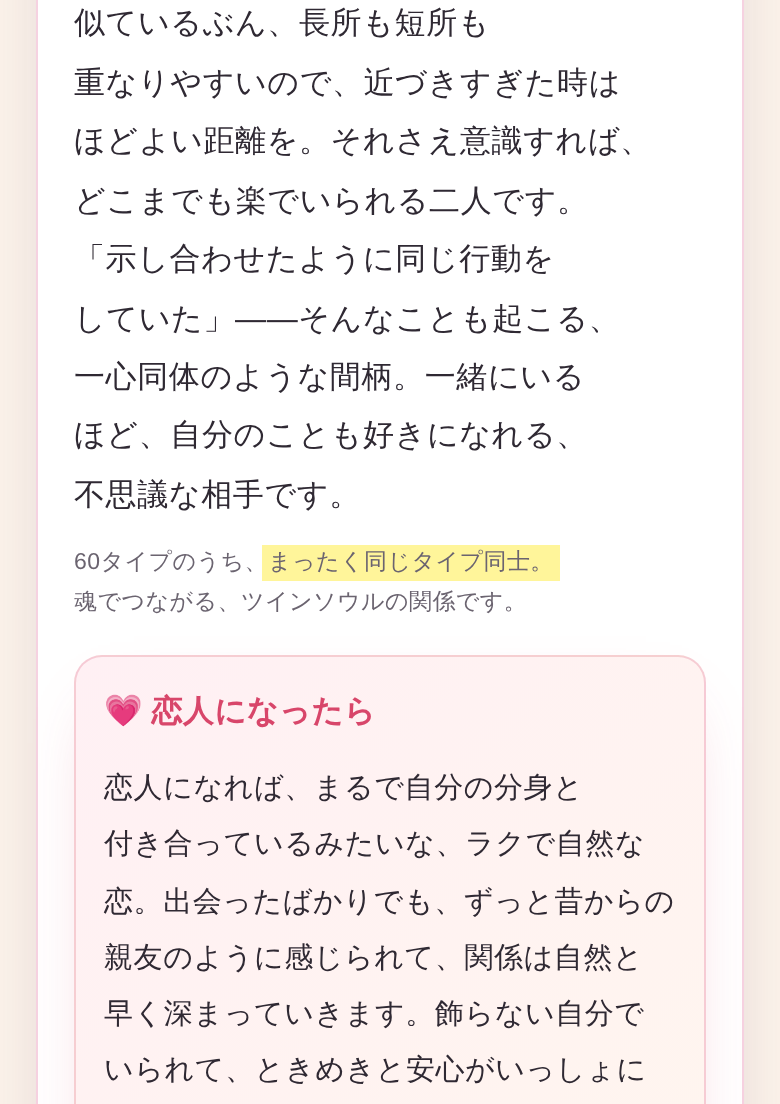 似ているぶん、長所も短所も
重なりやすいので、近づきすぎた時は
ほどよい距離を。それさえ意識すれば、
どこまでも楽でいられる二人です。
「示し合わせたように同じ行動を
していた」――そんなことも起こる、
一心同体のような間柄。一緒にいる
ほど、自分のことも好きになれる、
不思議な相手です。
60タイプのうち、まったく同じタイプ同士。
魂でつながる、ツインソウルの関係です。
💗 恋人になったら
恋人になれば、まるで自分の分身と
付き合っているみたいな、ラクで自然な
恋。出会ったばかりでも、ずっと昔からの
親友のように感じられて、関係は自然と
早く深まっていきます。飾らない自分で
いられて、ときめきと安心がいっしょに